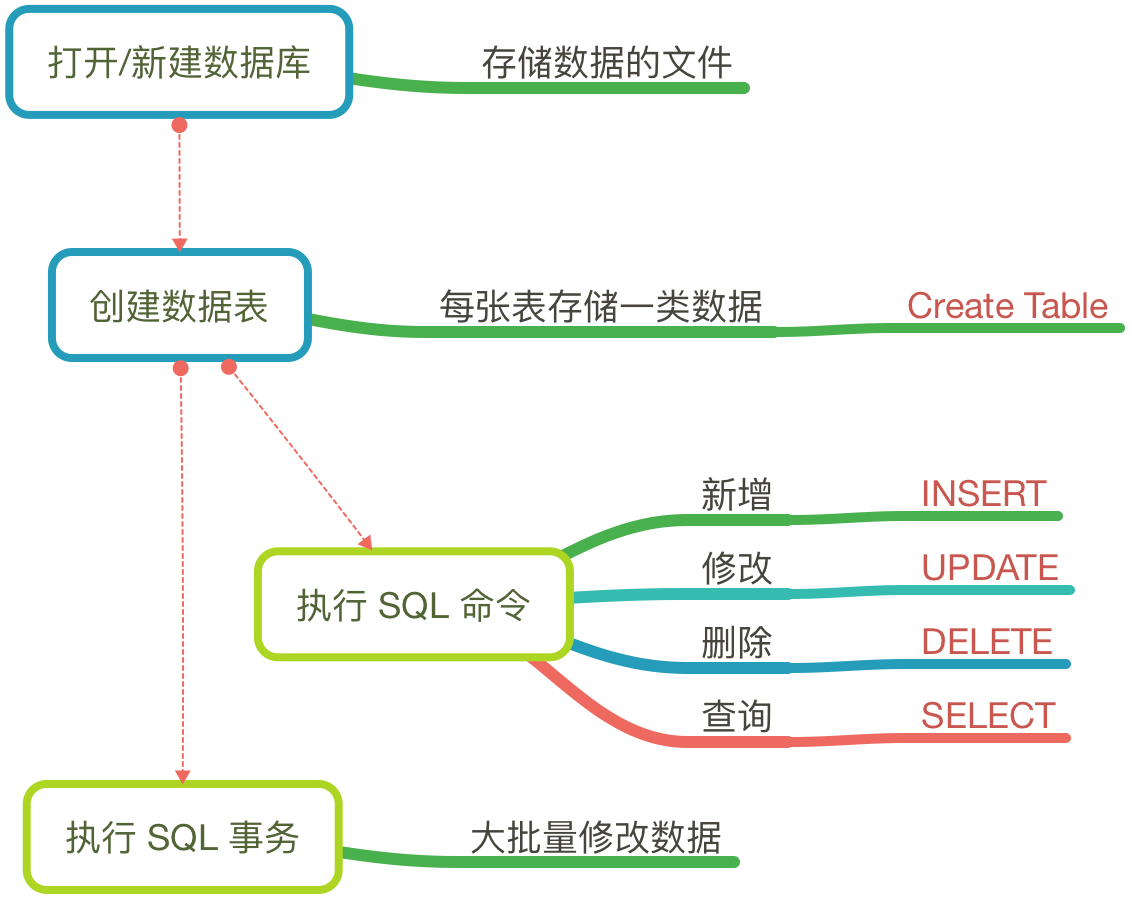 打开/新建数据库
存储数据的文件
创建数据表
每张表存储一类数据
Create Table
执行 SQL 命令
新增
INSERT
修改
UPDATE
删除
DELETE
查询
SELECT
执行 SQL 事务
大批量修改数据